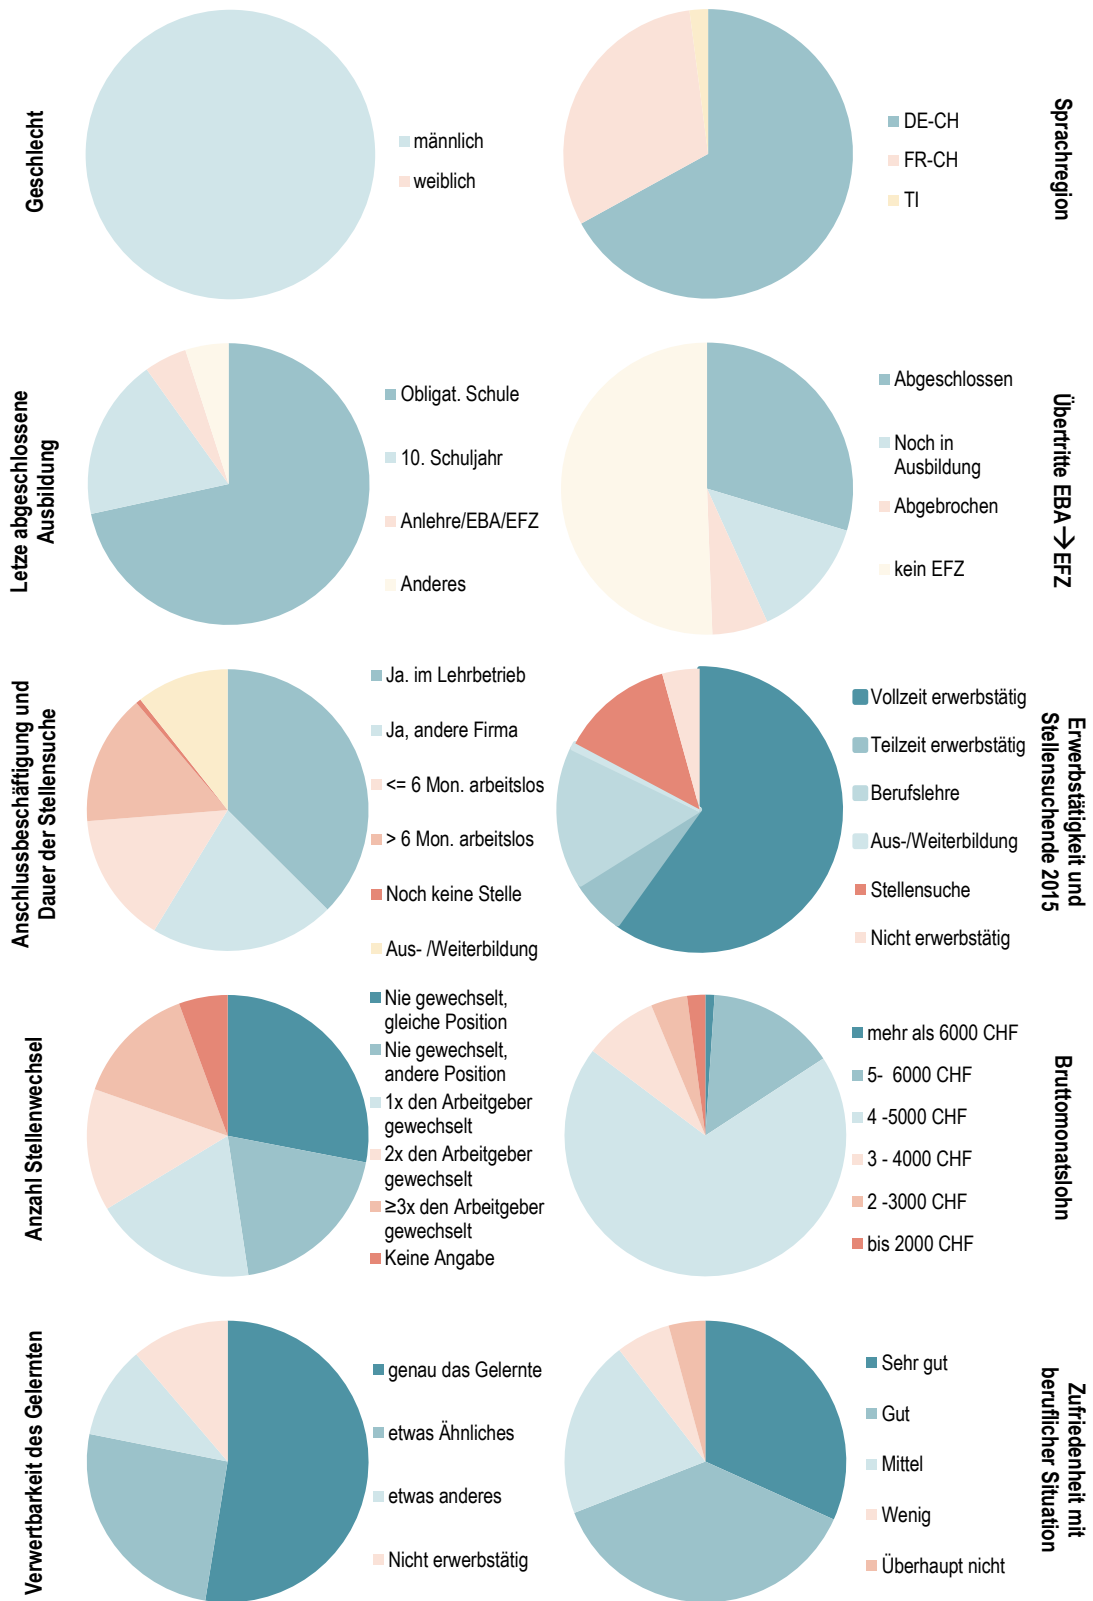 Geschlecht
männlich
weiblich
Sprachregion
DE-CH
FR-CH
TI
Letze abgeschlossene
Ausbildung
Obligat. Schule
10. Schuljahr
Anlehre/EBA/EFZ
Anderes
Übertritte EBA→EFZ
Abgeschlossen
Noch in
Ausbildung
Abgebrochen
kein EFZ
Anschlussbeschäftigung und
Dauer der Stellensuche
Ja. im Lehrbetrieb
Ja, andere Firma
<= 6 Mon. arbeitslos
> 6 Mon. arbeitslos
Noch keine Stelle
Aus- /Weiterbildung
Erwerbstätigkeit und
Stellensuchende 2015
Vollzeit erwerbstätig
Teilzeit erwerbstätig
Berufslehre
Aus-/Weiterbildung
Stellensuche
Nicht erwerbstätig
Anzahl Stellenwechsel
Nie gewechselt,
gleiche Position
Nie gewechselt,
andere Position
1x den Arbeitgeber
gewechselt
2x den Arbeitgeber
gewechselt
≥3x den Arbeitgeber
gewechselt
Keine Angabe
Bruttomonatslohn
mehr als 6000 CHF
5- 6000 CHF
4 -5000 CHF
3 - 4000 CHF
2 -3000 CHF
bis 2000 CHF
Verwertbarkeit des Gelernten
genau das Gelernte
etwas Ähnliches
etwas anderes
Nicht erwerbstätig
Zufriedenheit mit
beruflicher Situation
Sehr gut
Gut
Mittel
Wenig
Überhaupt nicht